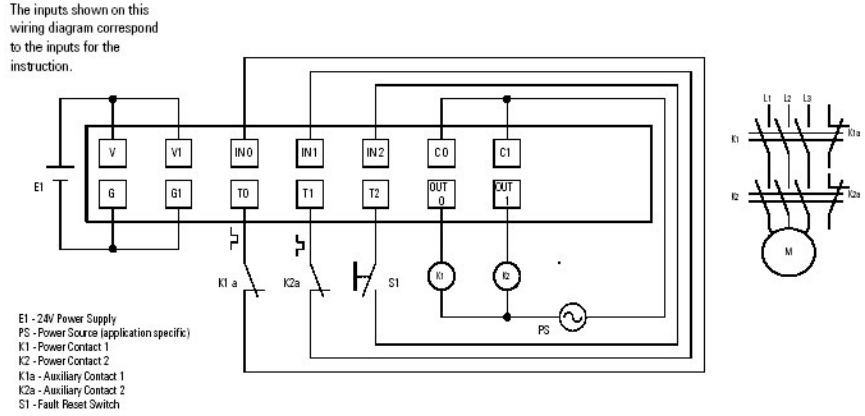 The inputs shown on this
wiring diagram correspond
to the inputs for the
instruction.
V V1 IN0 IN1 IN2 C0 C1
G G1 T0 T1 T2 OUT 0 OUT 1
E1
K1 a K2a S1 K1 K2
PS
L1 L2 L3
K1 K1a
K2 K2a
M
E1 - 24V Power Supply
PS - Power Source (application specific)
K1 - Power Contact 1
K2 - Power Contact 2
K1a - Auxiliary Contact 1
K2a - Auxiliary Contact 2
S1 - Fault Reset Switch